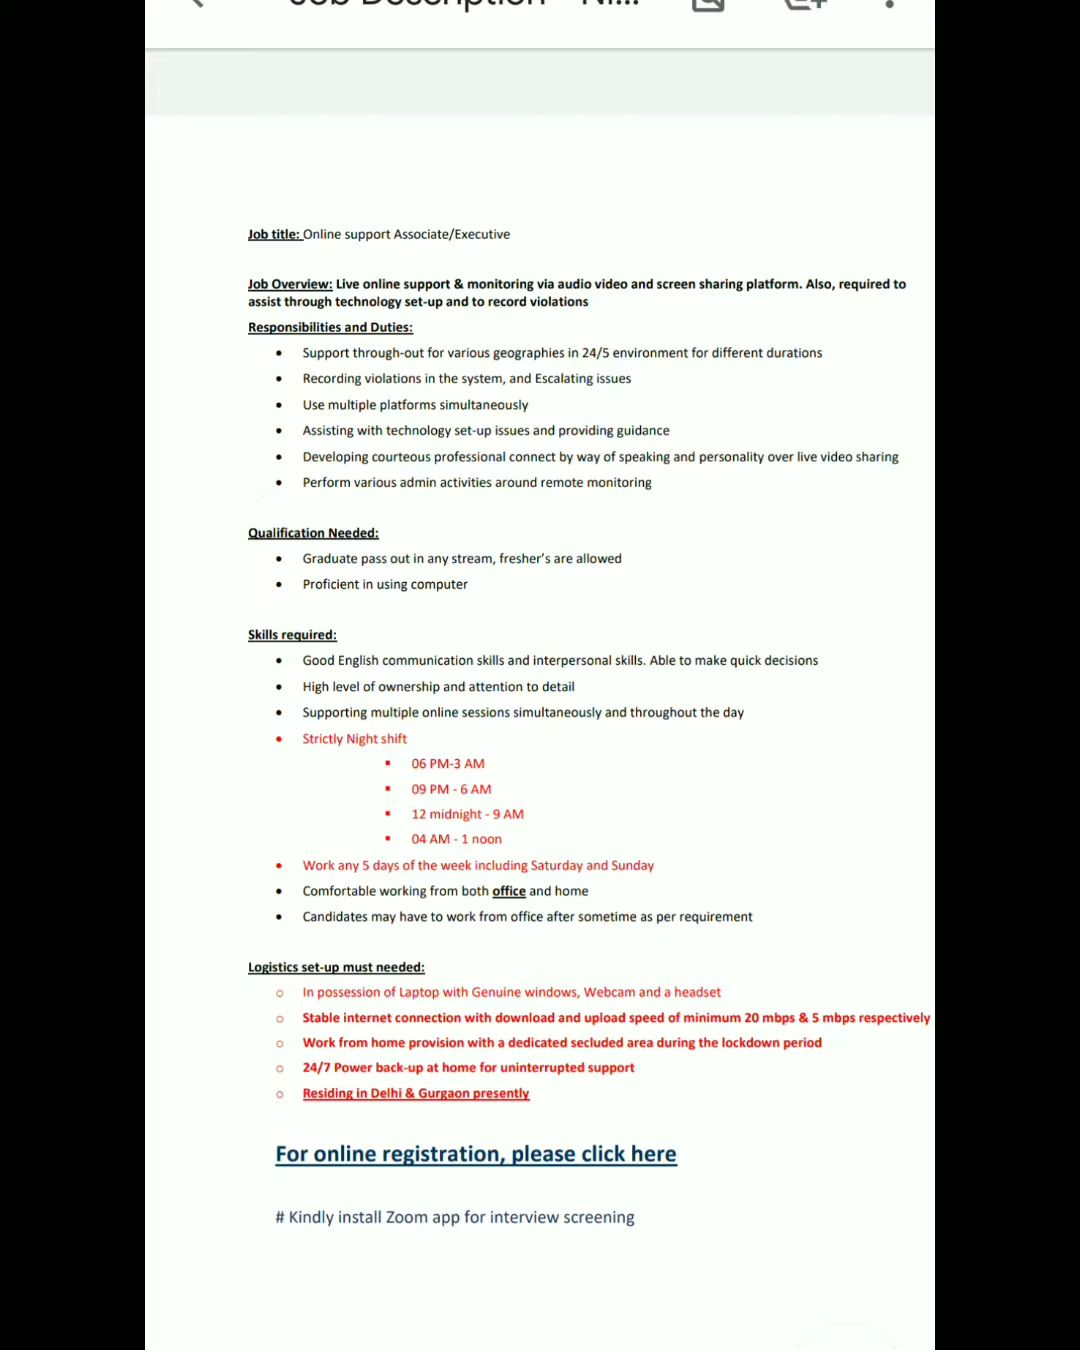 Job Description - Ni...
Job title: Online support Associate/Executive
Job Overview: Live online support & monitoring via audio video and screen sharing platform. Also, required to
assist through technology set-up and to record violations
Responsibilities and Duties:
• Support through-out for various geographies in 24/5 environment for different durations
• Recording violations in the system, and Escalating issues
• Use multiple platforms simultaneously
• Assisting with technology set-up issues and providing guidance
• Developing courteous professional connect by way of speaking and personality over live video sharing
• Perform various admin activities around remote monitoring
Qualification Needed:
• Graduate pass out in any stream, fresher's are allowed
• Proficient in using computer
Skills required:
• Good English communication skills and interpersonal skills. Able to make quick decisions
• High level of ownership and attention to detail
• Supporting multiple online sessions simultaneously and throughout the day
• Strictly Night shift
▪ 06 PM-3 AM
▪ 09 PM - 6 AM
▪ 12 midnight - 9 AM
▪ 04 AM - 1 noon
• Work any 5 days of the week including Saturday and Sunday
• Comfortable working from both office and home
• Candidates may have to work from office after sometime as per requirement
Logistics set-up must needed:
o In possession of Laptop with Genuine windows, Webcam and a headset
o Stable internet connection with download and upload speed of minimum 20 mbps & 5 mbps respectively
o Work from home provision with a dedicated secluded area during the lockdown period
o 24/7 Power back-up at home for uninterrupted support
o Residing in Delhi & Gurgaon presently
For online registration, please click here
# Kindly install Zoom app for interview screening